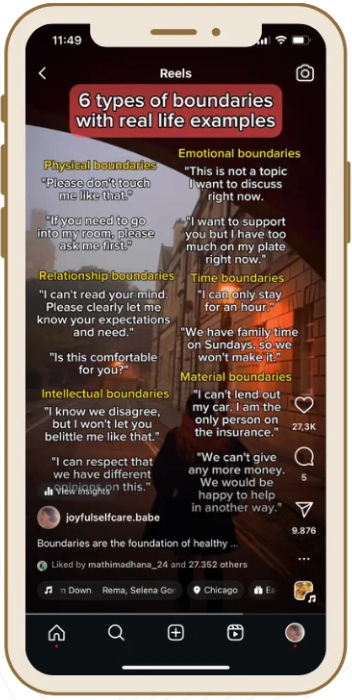 11:49
Reels
6 types of boundaries
with real life examples
Physical boundaries
"Please don't touch
me like that."
"If you need to go
into my room, please
ask me first."
Relationship boundaries
"I can't read your mind.
Please clearly let me
know your expectations
and need."
"Is this comfortable
for you?"
Intellectual boundaries
"I know we disagree,
but I won't let you
belittle me like that."
"I can respect that
we have different
opinions on this."
Emotional boundaries
"This is not a topic
I want to discuss
right now.
"I want to support
you but I have too
much on my plate
right now."
Time boundaries
"I can only stay
for an hour."
"We have family time
on Sundays, so we
won't make it."
Material boundaries
"I can't lend out
my car. I am the
only person on
the insurance."
"We can't give
any more money.
We would be
happy to help
in another way."
27,3K
5
9.876
View insights
joyfulselfcare.babe
Boundaries are the foundation of healthy ...
Liked by mathimadhana_24 and 27.352 others
n Down Rema, Selena Gor
Chicago
Ea